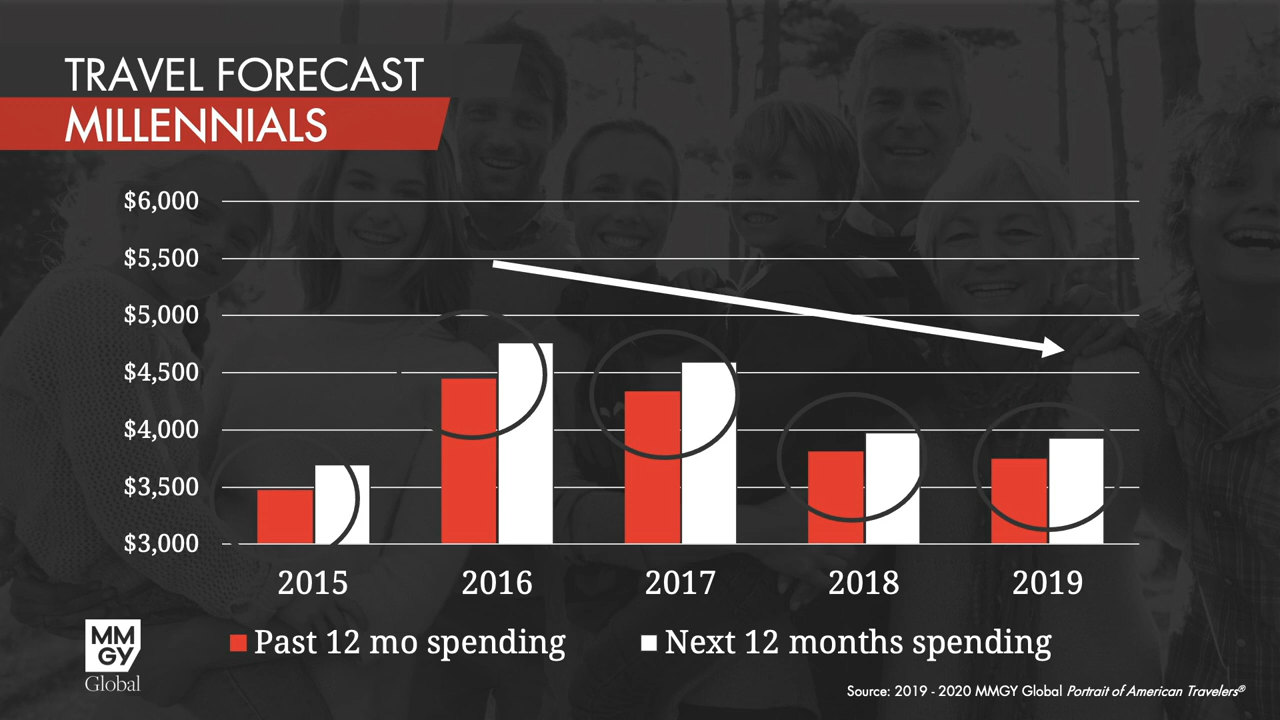 TRAVEL FORECAST
MILLENNIALS
$6,000
$5,500
$5,000
$4,500
$4,000
$3,500
$3,000
2015 2016 2017 2018 2019
Past 12 mo spending Next 12 months spending
MM
GY
Global
Source: 2019 - 2020 MMGY Global Portrait of American Travelers®